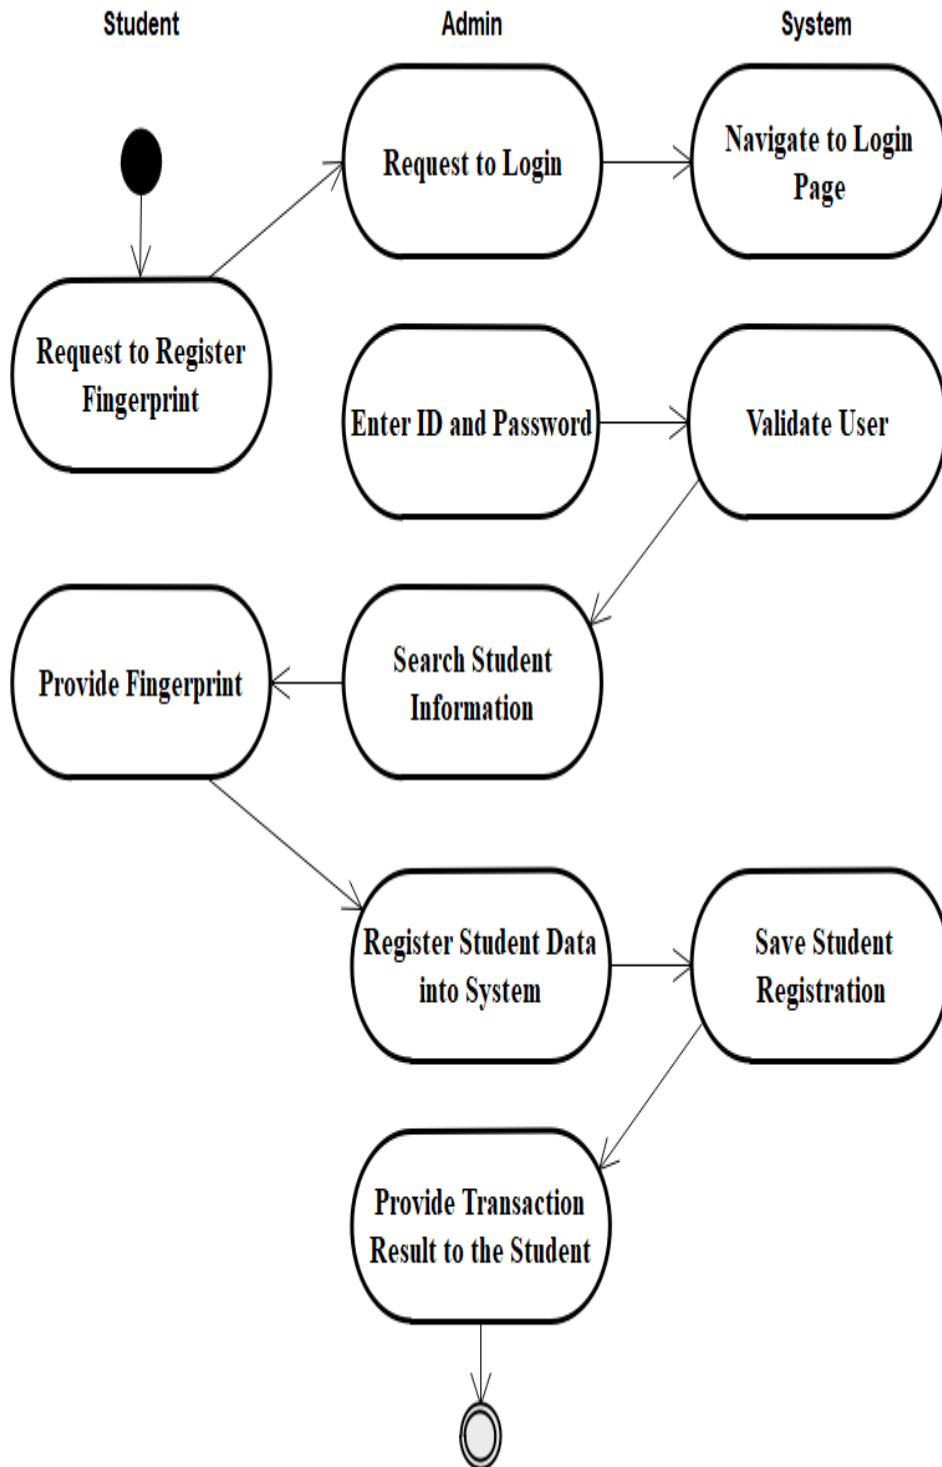 Student
Admin
System
Request to Login
Navigate to Login
Page
Request to Register
Fingerprint
Enter ID and Password
Validate User
Provide Fingerprint
Search Student
Information
Register Student Data
into System
Save Student
Registration
Provide Transaction
Result to the Student